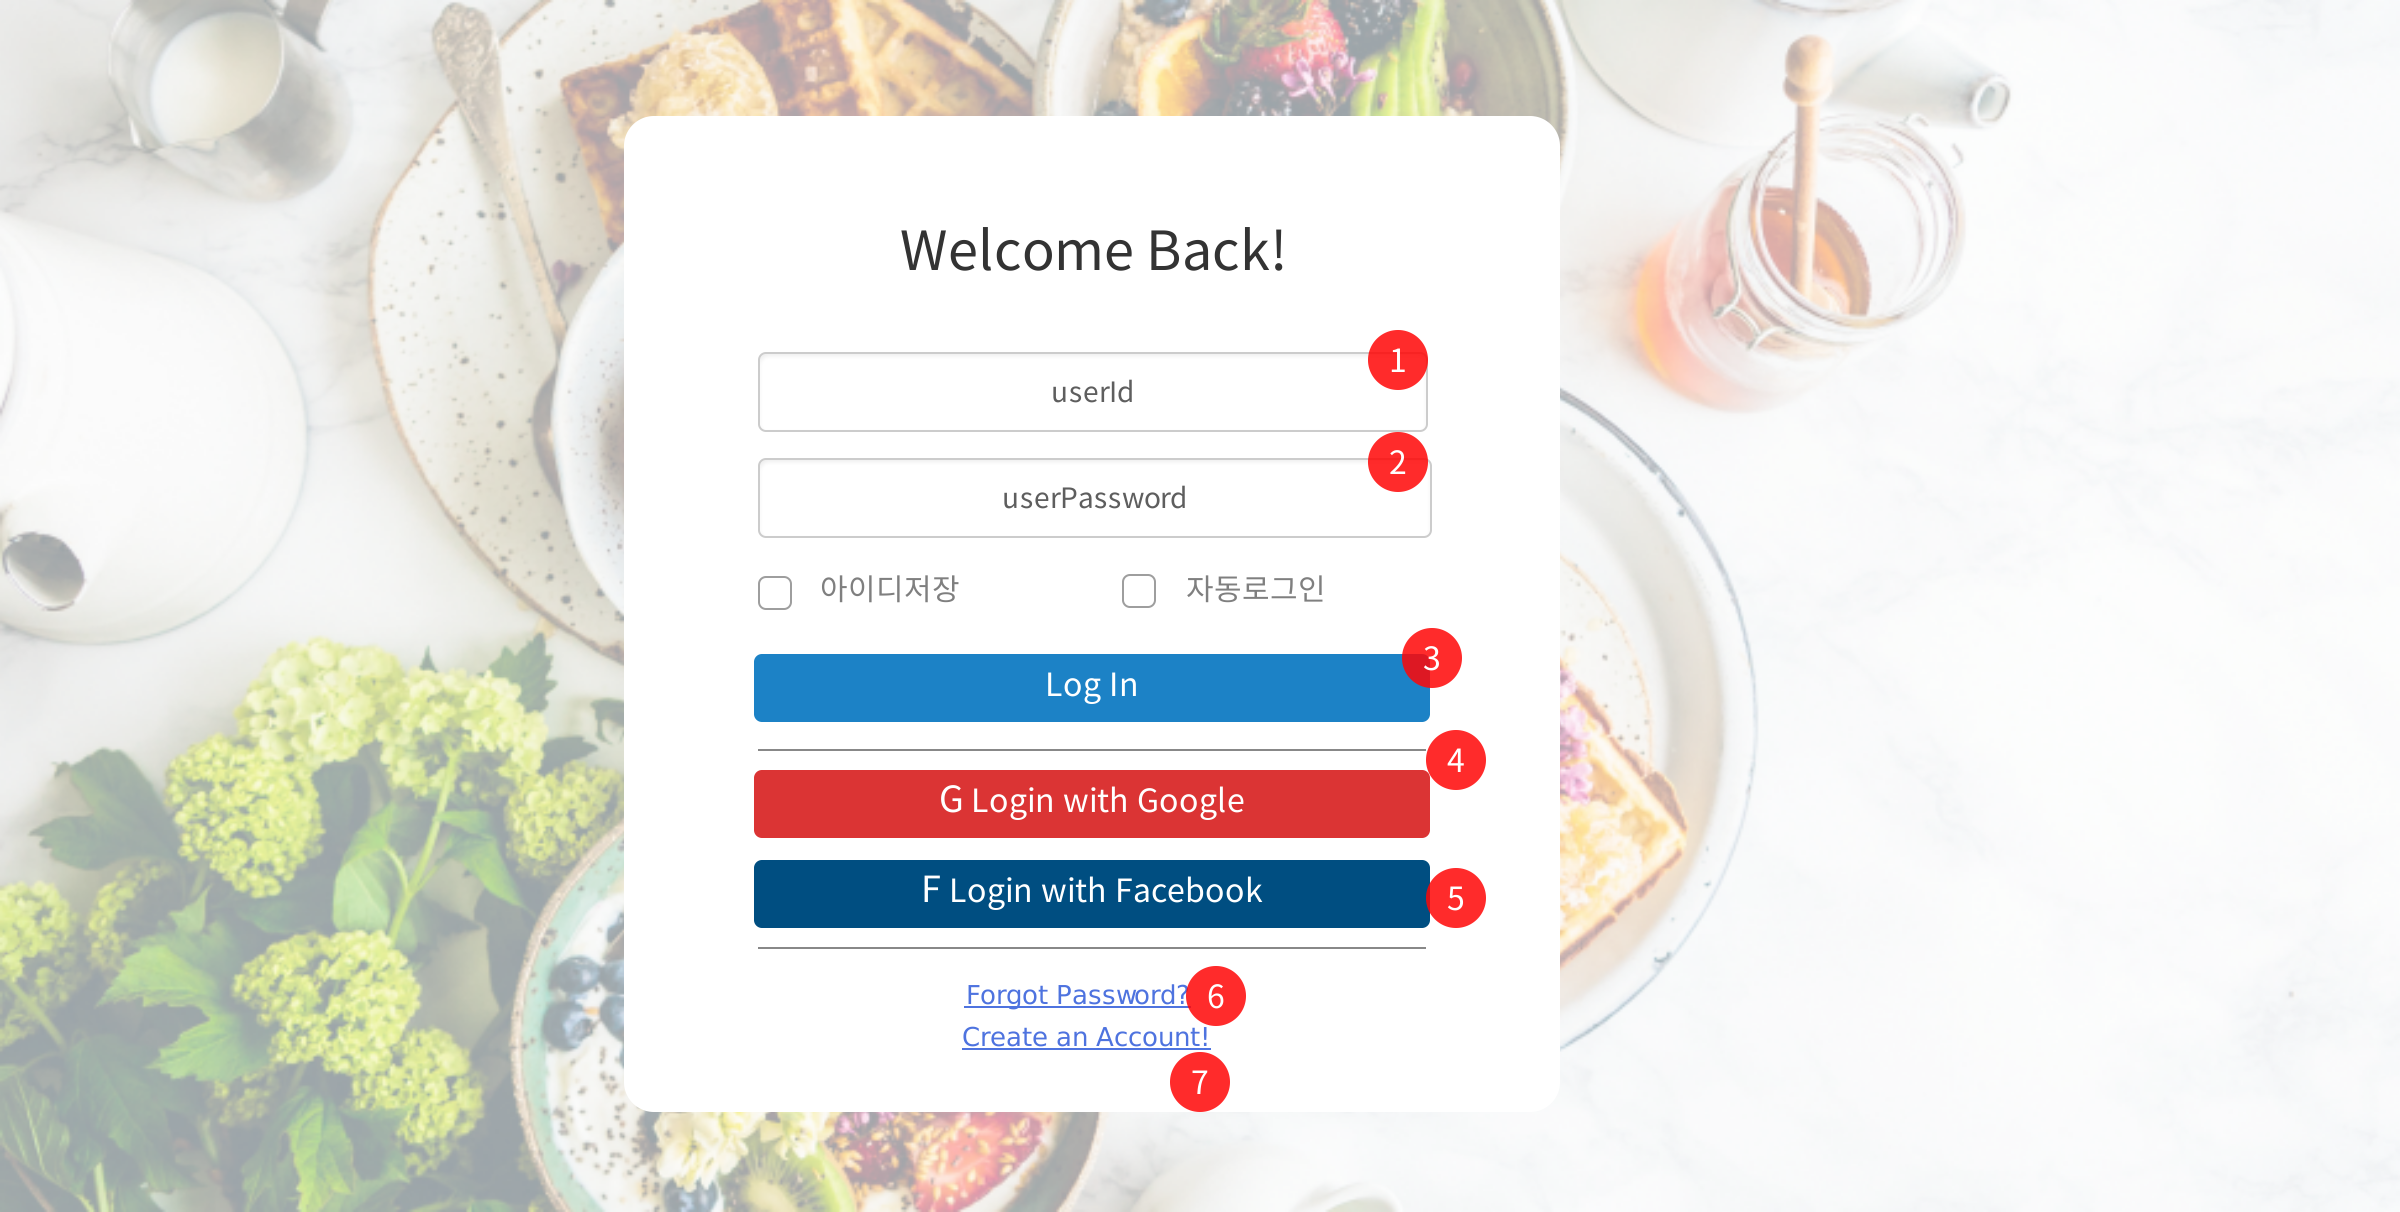 Welcome Back!
1
userId
2
userPassword
아이디저장 자동로그인
3
Log In
4
G Login with Google
F Login with Facebook
5
Forgot Password?
6
Create an Account!
7